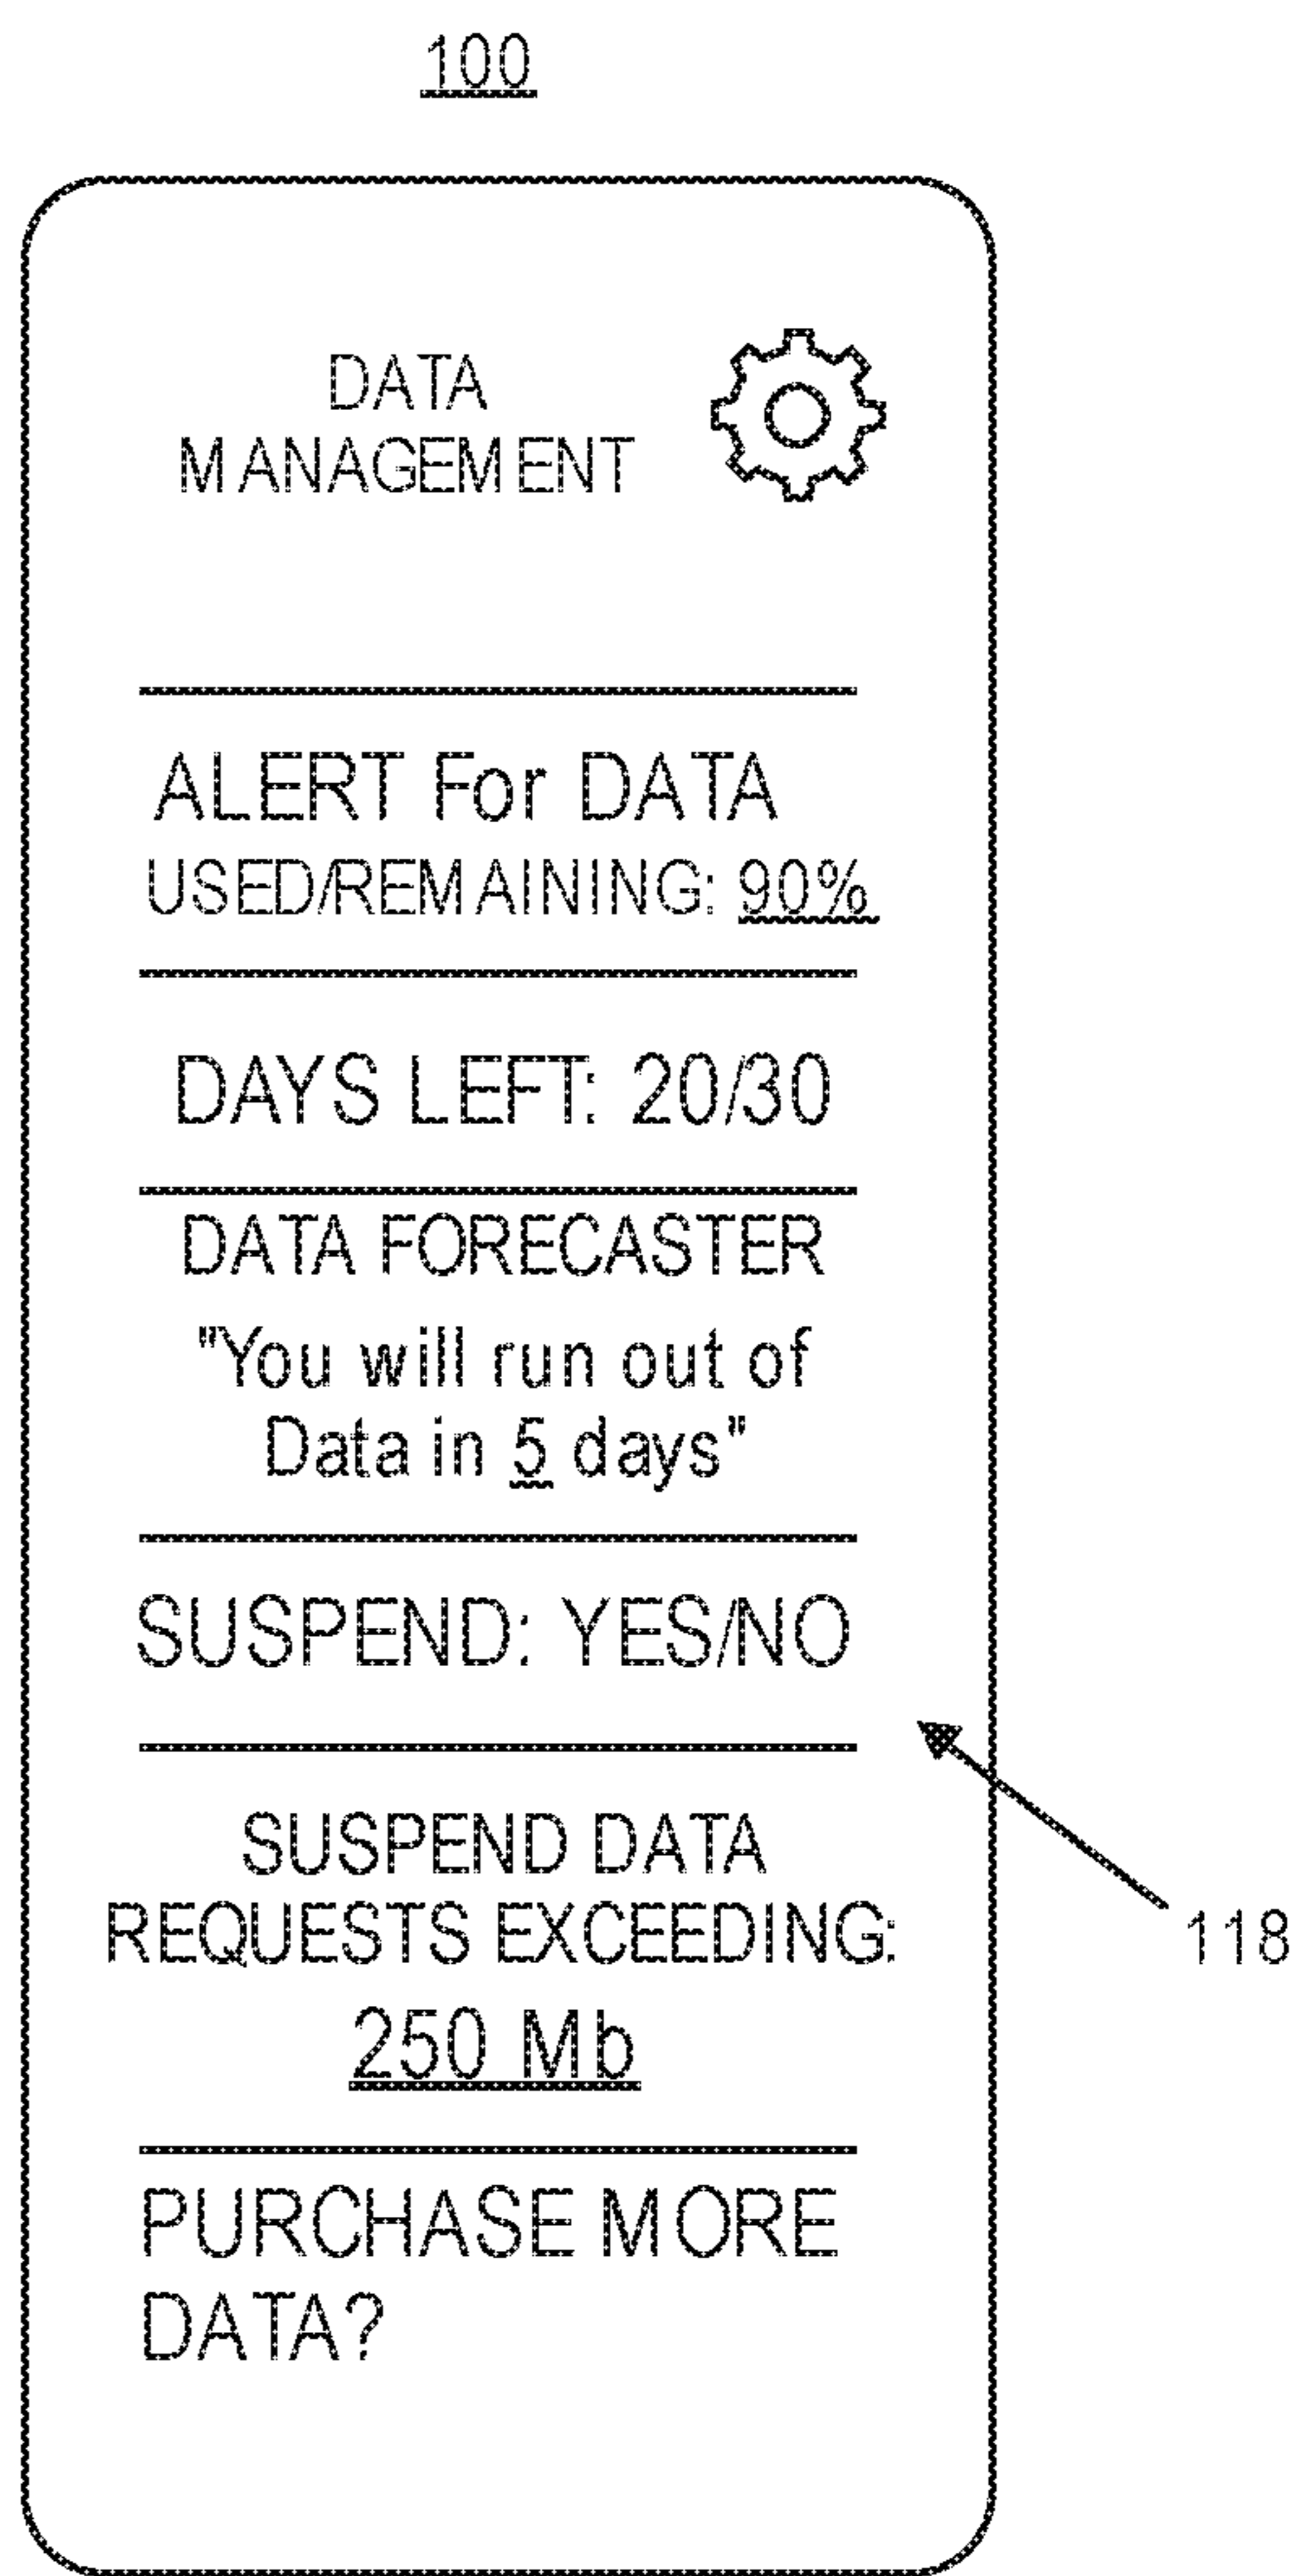 100
DATA
MANAGEMENT
ALERT For DATA
USED/REMAINING: 90%
DAYS LEFT: 20/30
DATA FORECASTER
"You will run out of
Data in 5 days"
SUSPEND: YES/NO
SUSPEND DATA
REQUESTS EXCEEDING:
250 Mb
118
PURCHASE MORE
DATA?